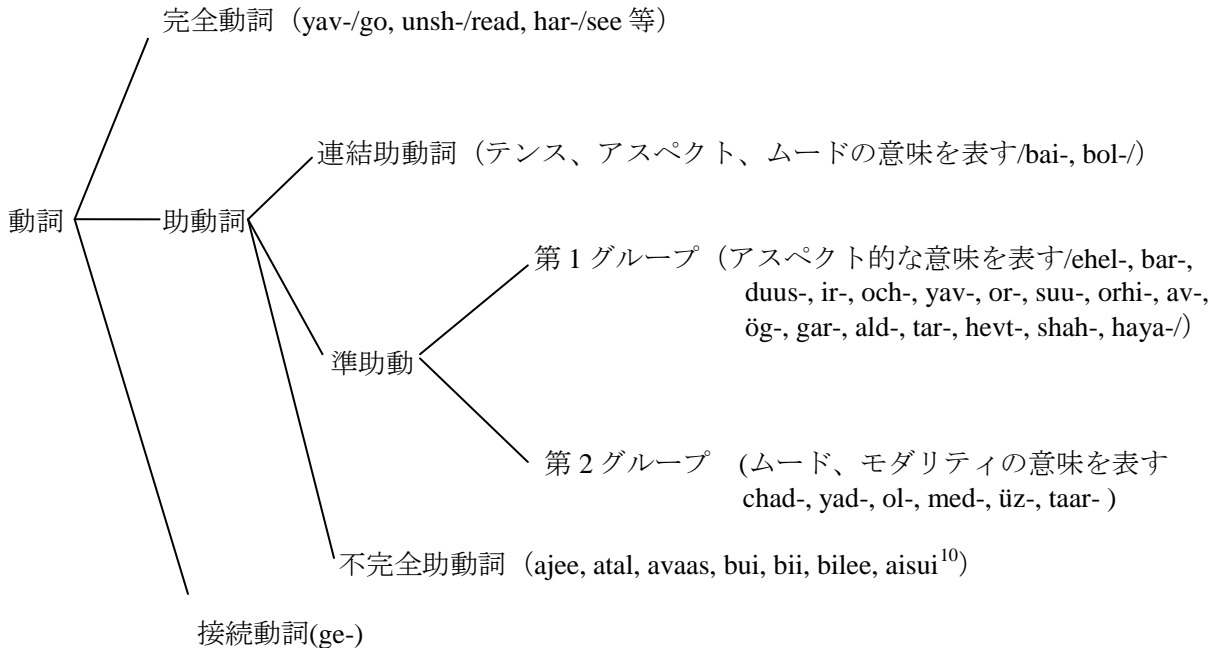 完全動詞（yav-/go, unsh-/read, har-/see 等）
連結助動詞（テンス、アスペクト、ムードの意味を表す/bai-, bol-/）
動詞
助動詞
第 1 グループ（アスペクト的な意味を表す/ehel-, bar-,
duus-, ir-, och-, yav-, or-, suu-, orhi-, av-,
ög-, gar-, ald-, tar-, hevt-, shah-, haya-/）
準助動
第 2 グループ (ムード、モダリティの意味を表す
chad-, yad-, ol-, med-, üz-, taar- )
不完全助動詞（ajee, atal, avaas, bui, bii, bilee, aisui10）
接続動詞(ge-)